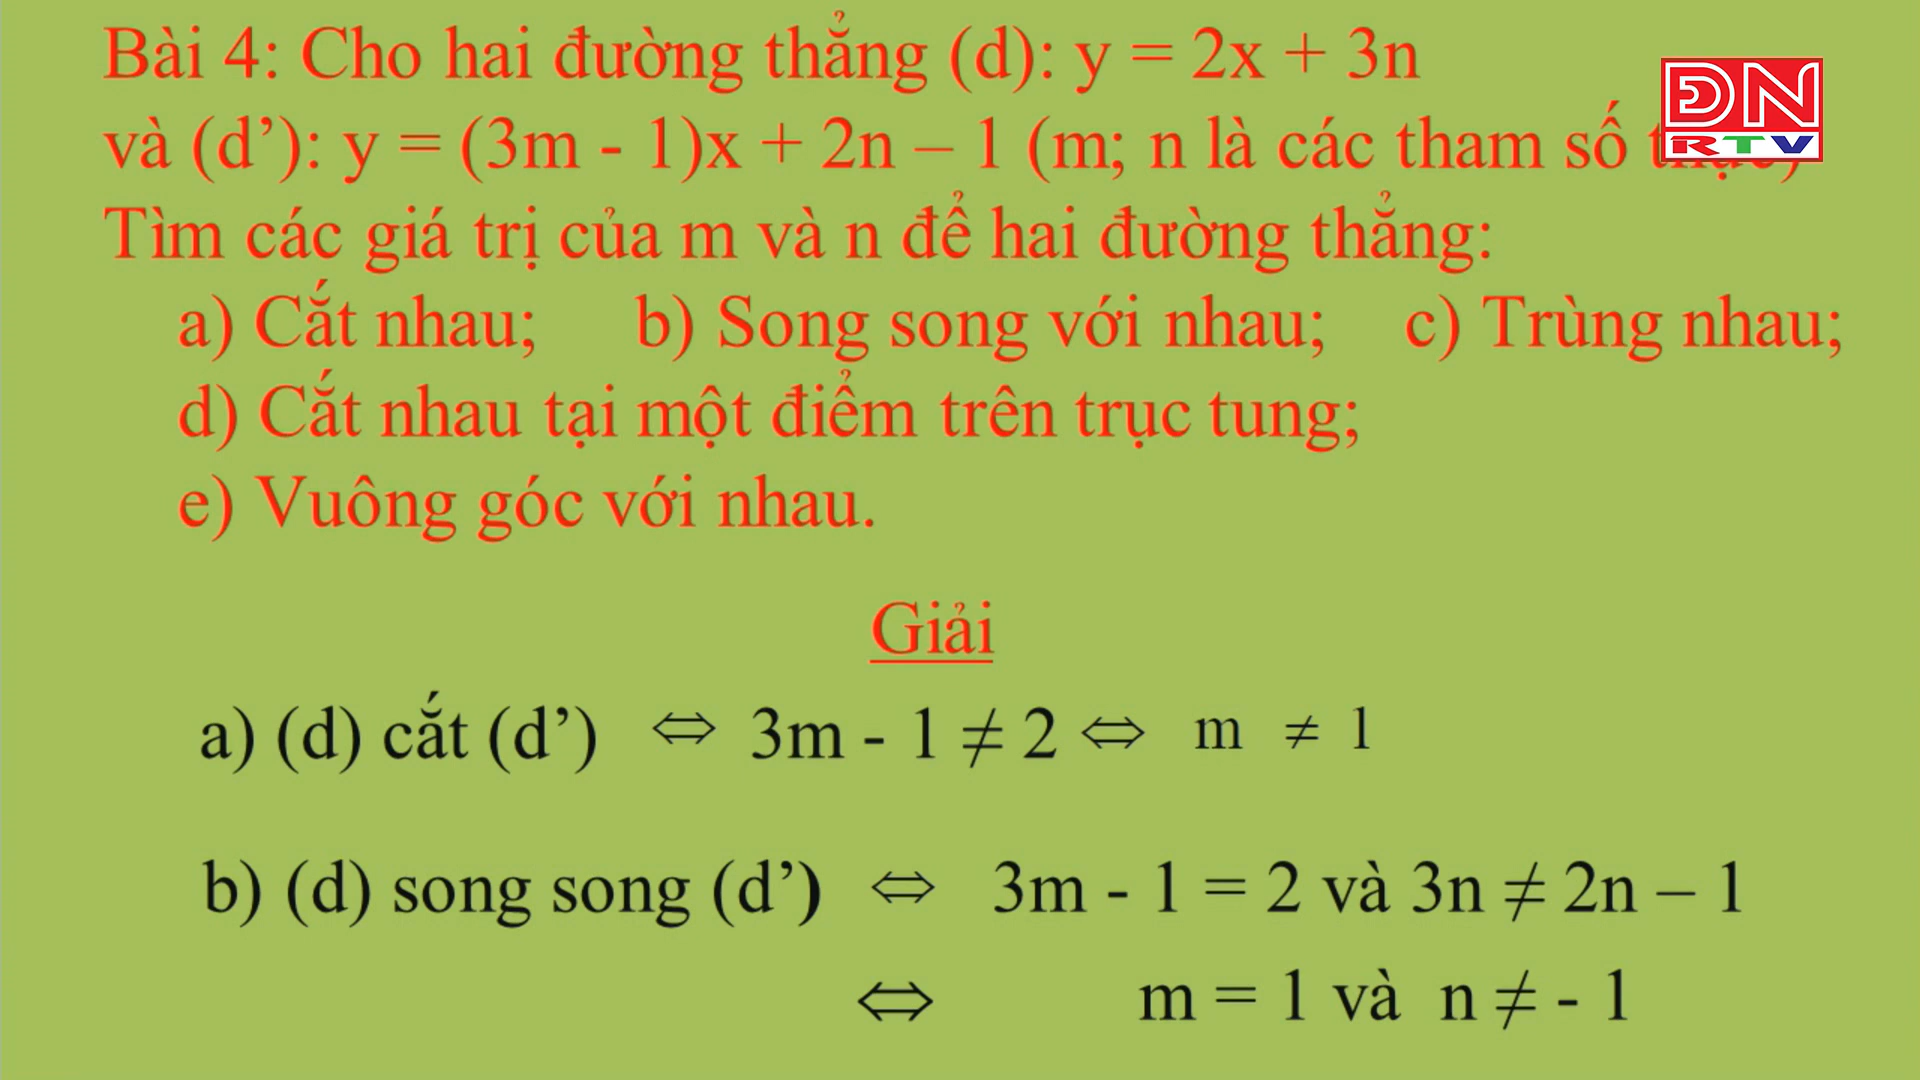 Bài 4: Cho hai đường thẳng (d): y = 2x + 3n
và (d’): y = (3m - 1)x + 2n – 1 (m; n là các tham số
ĐN
RTV
Tìm các giá trị của m và n để hai đường thẳng:
a) Cắt nhau; b) Song song với nhau; c) Trùng nhau;
d) Cắt nhau tại một điểm trên trục tung;
e) Vuông góc với nhau.
Giải
a) (d) cắt (d’) ⇔ 3m - 1 ≠ 2 ⇔ m ≠ 1
b) (d) song song (d’) ⇔ 3m - 1 = 2 và 3n ≠ 2n – 1
⇔ m = 1 và n ≠ - 1